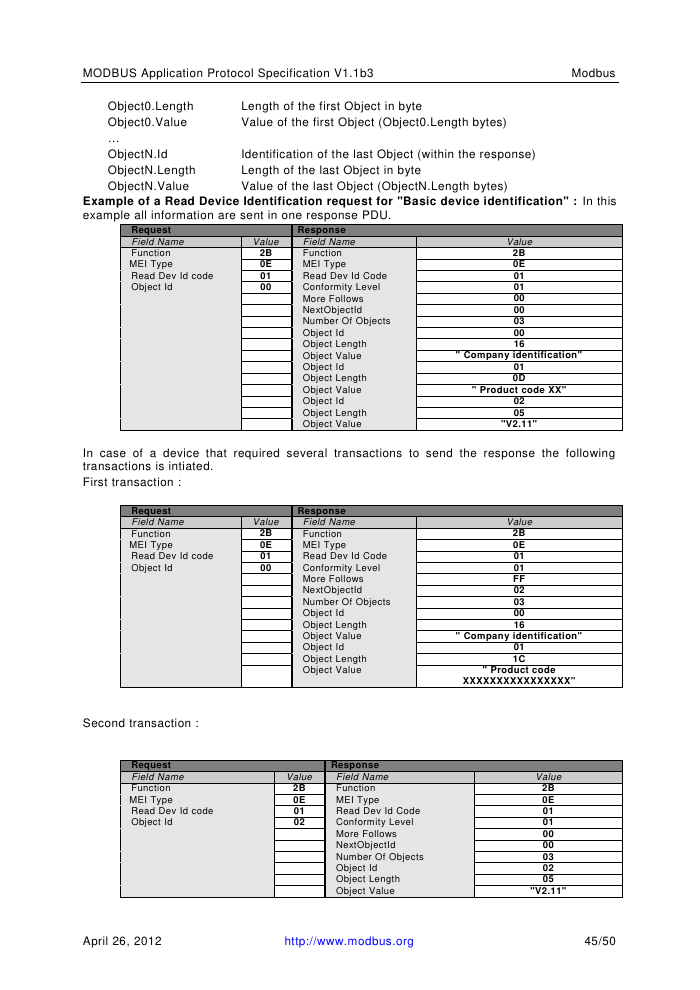 MODBUS Application Protocol Specification V1.1b3 Modbus
Object0.Length Length of the first Object in byte
Object0.Value Value of the first Object (Object0.Length bytes)
...
ObjectN.Id Identification of the last Object (within the response)
ObjectN.Length Length of the last Object in byte
ObjectN.Value Value of the last Object (ObjectN.Length bytes)
Example of a Read Device Identification request for "Basic device identification" : In this
example all information are sent in one response PDU.
Request Response
Field Name Value Field Name Value
Function 2B Function 2B
MEI Type 0E MEI Type 0E
Read Dev Id code 01 Read Dev Id Code 01
Object Id 00 Conformity Level 01
More Follows 00
NextObjectId 00
Number Of Objects 03
Object Id 00
Object Length 16
Object Value " Company identification"
Object Id 01
Object Length 0D
Object Value " Product code XX"
Object Id 02
Object Length 05
Object Value "V2.11"
In case of a device that required several transactions to send the response the following
transactions is intiated.
First transaction :
Request Response
Field Name Value Field Name Value
Function 2B Function 2B
MEI Type 0E MEI Type 0E
Read Dev Id code 01 Read Dev Id Code 01
Object Id 00 Conformity Level 01
More Follows FF
NextObjectId 02
Number Of Objects 03
Object Id 00
Object Length 16
Object Value " Company identification"
Object Id 01
Object Length 1C
Object Value " Product code
XXXXXXXXXXXXXXXX"
Second transaction :
Request Response
Field Name Value Field Name Value
Function 2B Function 2B
MEI Type 0E MEI Type 0E
Read Dev Id code 01 Read Dev Id Code 01
Object Id 02 Conformity Level 01
More Follows 00
NextObjectId 00
Number Of Objects 03
Object Id 02
Object Length 05
Object Value "V2.11"
April 26, 2012 http://www.modbus.org 45/50